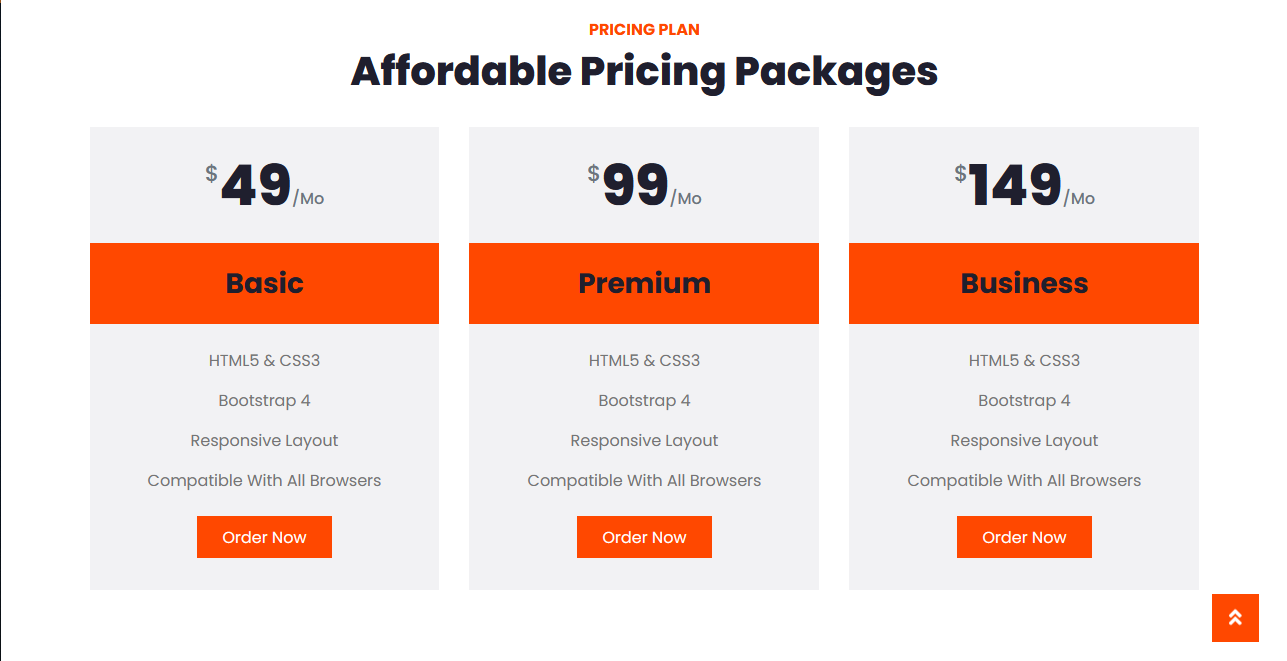 PRICING PLAN
Affordable Pricing Packages
$49/Mo
$99/Mo
$149/Mo
Basic
Premium
Business
HTML5 & CSS3
HTML5 & CSS3
HTML5 & CSS3
Bootstrap 4
Bootstrap 4
Bootstrap 4
Responsive Layout
Responsive Layout
Responsive Layout
Compatible With All Browsers
Compatible With All Browsers
Compatible With All Browsers
Order Now
Order Now
Order Now